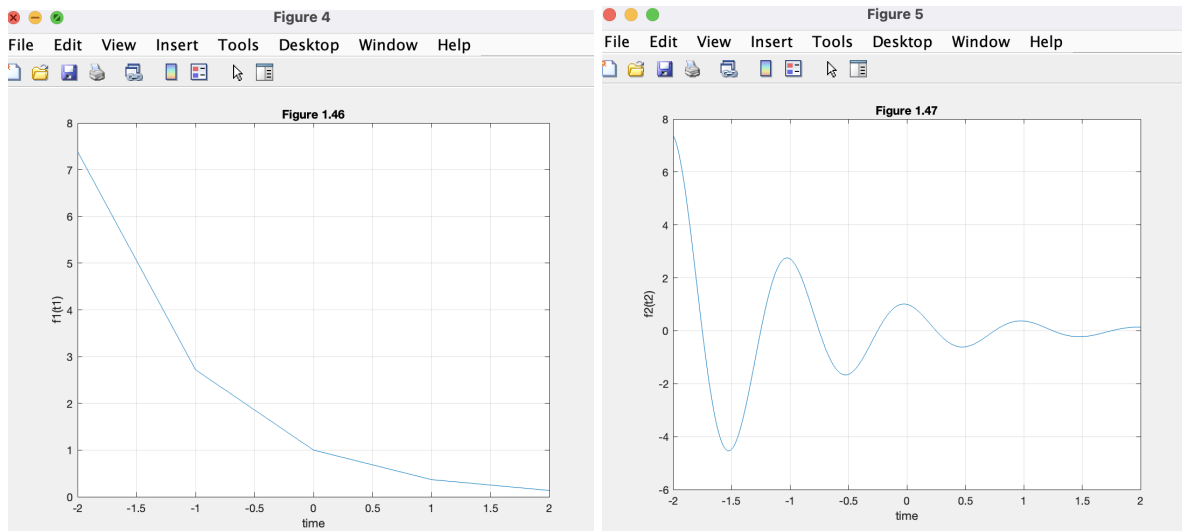 Figure 4
File Edit View Insert Tools Desktop Window Help
Figure 1.46
8
7
6
5
4
3
2
1
0
f1(t1)
-2 -1.5 -1 -0.5 0 0.5 1 1.5 2
time
Figure 5
File Edit View Insert Tools Desktop Window Help
Figure 1.47
8
6
4
2
0
-2
-4
-6
f2(t2)
-2 -1.5 -1 -0.5 0 0.5 1 1.5 2
time